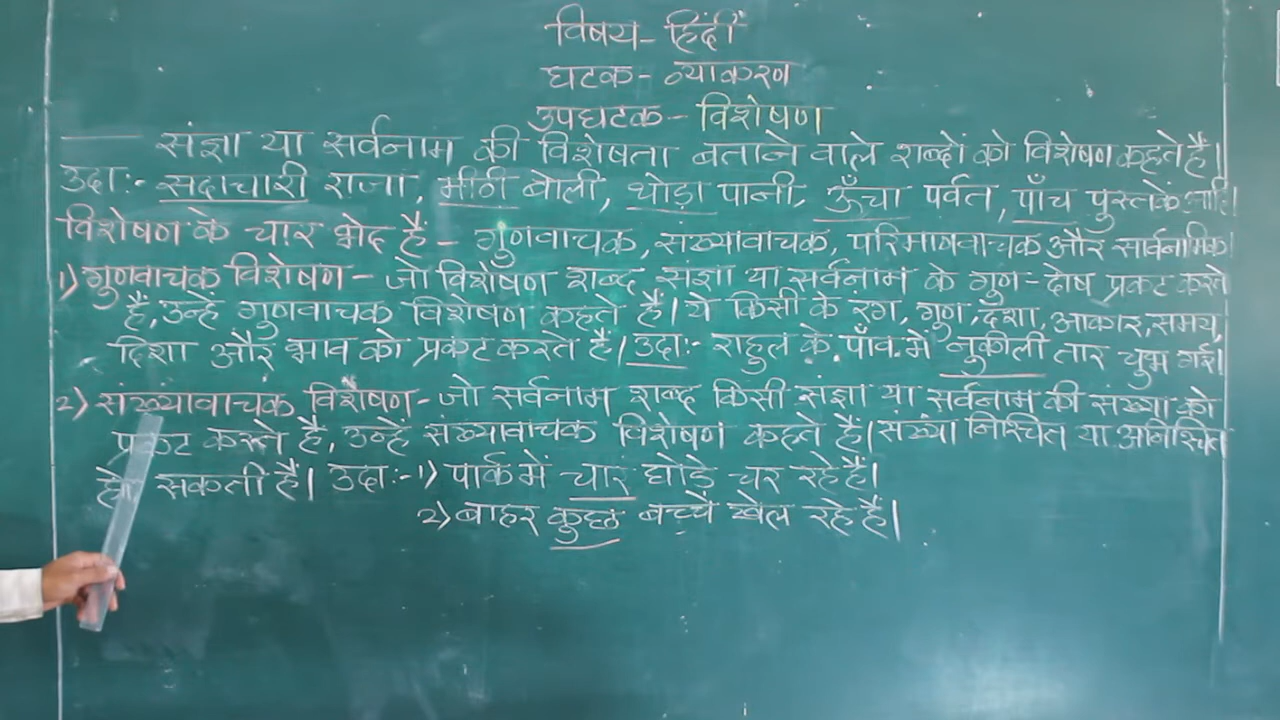 विषय- हिंदी
घटक- व्याकरण
उपघटक- विशेषण
संज्ञा या सर्वनाम की विशेषता बताने वाले शब्दों को विशेषण कहते हैं।
उदा:- सदाचारी राजा, मीठी बोली, थोड़ा पानी, ऊँचा पर्वत, पाँच पुस्तकें आदि।
विशेषण के चार भेद हैं- गुणवाचक, संख्यावाचक, परिमाणवाचक और सार्वनामिक।
1) गुणवाचक विशेषण- जो विशेषण शब्द संज्ञा या सर्वनाम के गुण-दोष प्रकट करते
हैं, उन्हें गुणवाचक विशेषण कहते हैं। ये किसी के रंग, गुण, दशा, आकार, समय,
दिशा और भाव को प्रकट करते हैं। उदा:- राहुल के पाँव में नुकीली तार चुभ गई।
2) संख्यावाचक विशेषण- जो सर्वनाम शब्द किसी संज्ञा या सर्वनाम की संख्या को
प्रकट करते है, उन्हें संख्यावाचक विशेषण कहते हैं। संख्या निश्चित या अनिश्चित
हो सकती हैं। उदा:- 1) पार्क में चार घोड़े चर रहे हैं।
2) बाहर कुछ बच्चें खेल रहे हैं।